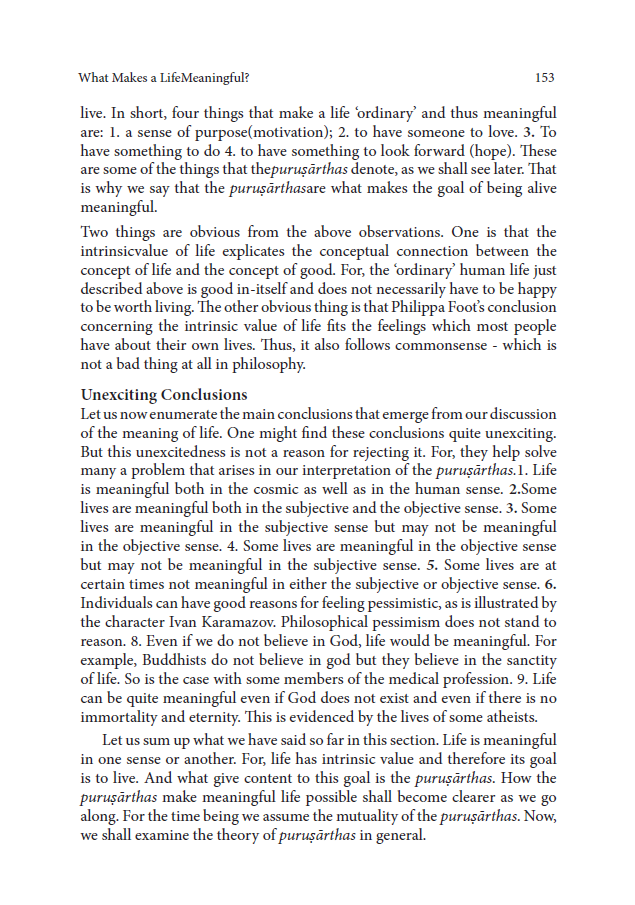 What Makes a LifeMeaningful? 153
live. In short, four things that make a life ‘ordinary’ and thus meaningful
are: 1. a sense of purpose(motivation); 2. to have someone to love. 3. To
have something to do 4. to have something to look forward (hope). These
are some of the things that thepuruṣārthas denote, as we shall see later. That
is why we say that the puruṣārthasare what makes the goal of being alive
meaningful.
Two things are obvious from the above observations. One is that the
intrinsicvalue of life explicates the conceptual connection between the
concept of life and the concept of good. For, the ‘ordinary’ human life just
described above is good in-itself and does not necessarily have to be happy
to be worth living. The other obvious thing is that Philippa Foot’s conclusion
concerning the intrinsic value of life fits the feelings which most people
have about their own lives. Thus, it also follows commonsense - which is
not a bad thing at all in philosophy.
Unexciting Conclusions
Let us now enumerate the main conclusions that emerge from our discussion
of the meaning of life. One might find these conclusions quite unexciting.
But this unexcitedness is not a reason for rejecting it. For, they help solve
many a problem that arises in our interpretation of the puruṣārthas.1. Life
is meaningful both in the cosmic as well as in the human sense. 2.Some
lives are meaningful both in the subjective and the objective sense. 3. Some
lives are meaningful in the subjective sense but may not be meaningful
in the objective sense. 4. Some lives are meaningful in the objective sense
but may not be meaningful in the subjective sense. 5. Some lives are at
certain times not meaningful in either the subjective or objective sense. 6.
Individuals can have good reasons for feeling pessimistic, as is illustrated by
the character Ivan Karamazov. Philosophical pessimism does not stand to
reason. 8. Even if we do not believe in God, life would be meaningful. For
example, Buddhists do not believe in god but they believe in the sanctity
of life. So is the case with some members of the medical profession. 9. Life
can be quite meaningful even if God does not exist and even if there is no
immortality and eternity. This is evidenced by the lives of some atheists.
Let us sum up what we have said so far in this section. Life is meaningful
in one sense or another. For, life has intrinsic value and therefore its goal
is to live. And what give content to this goal is the puruṣārthas. How the
puruṣārthas make meaningful life possible shall become clearer as we go
along. For the time being we assume the mutuality of the puruṣārthas. Now,
we shall examine the theory of puruṣārthas in general.